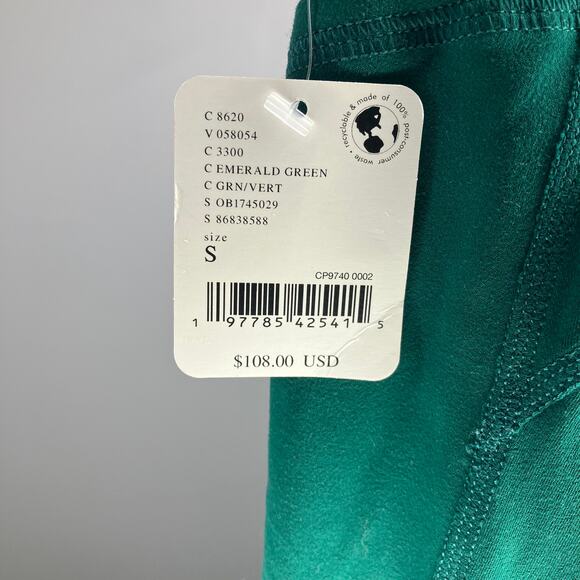 recyclable & made of 100% post-consumer waste •
C 8620
V 058054
C 3300
C EMERALD GREEN
C GRN/VERT
S OB1745029
S 86838588
size
S
CP9740 0002
1 97785 42541 5
$108.00 USD